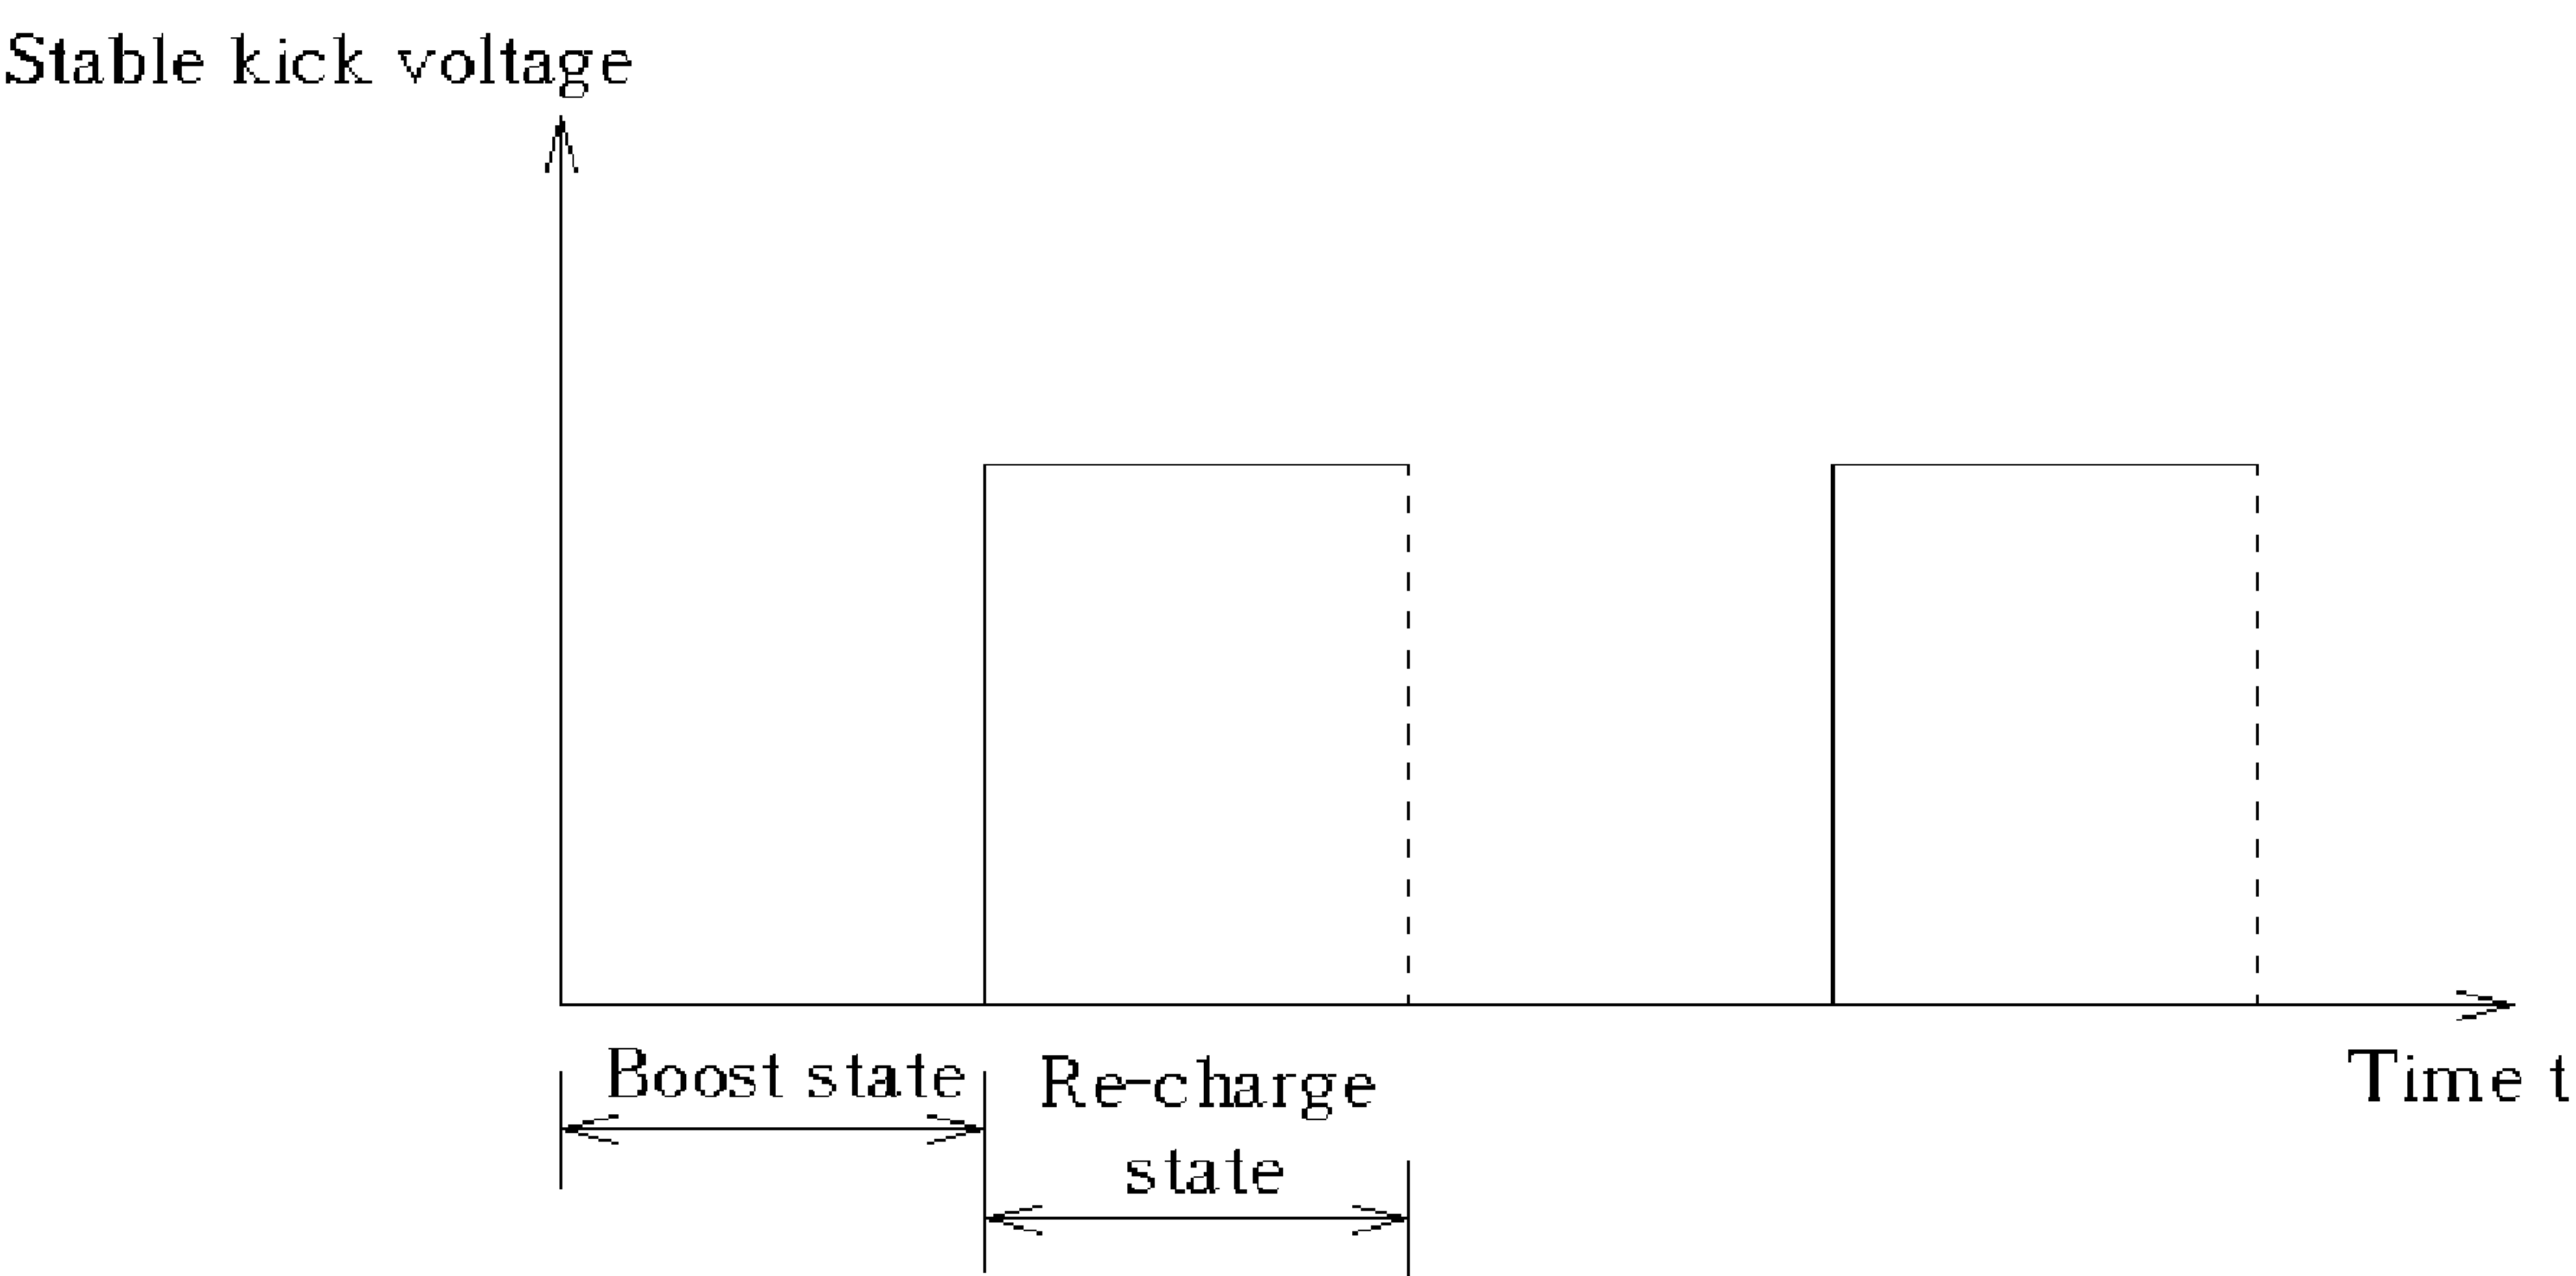 Stable kick voltage
Boost state
Re-charge
state
Time t